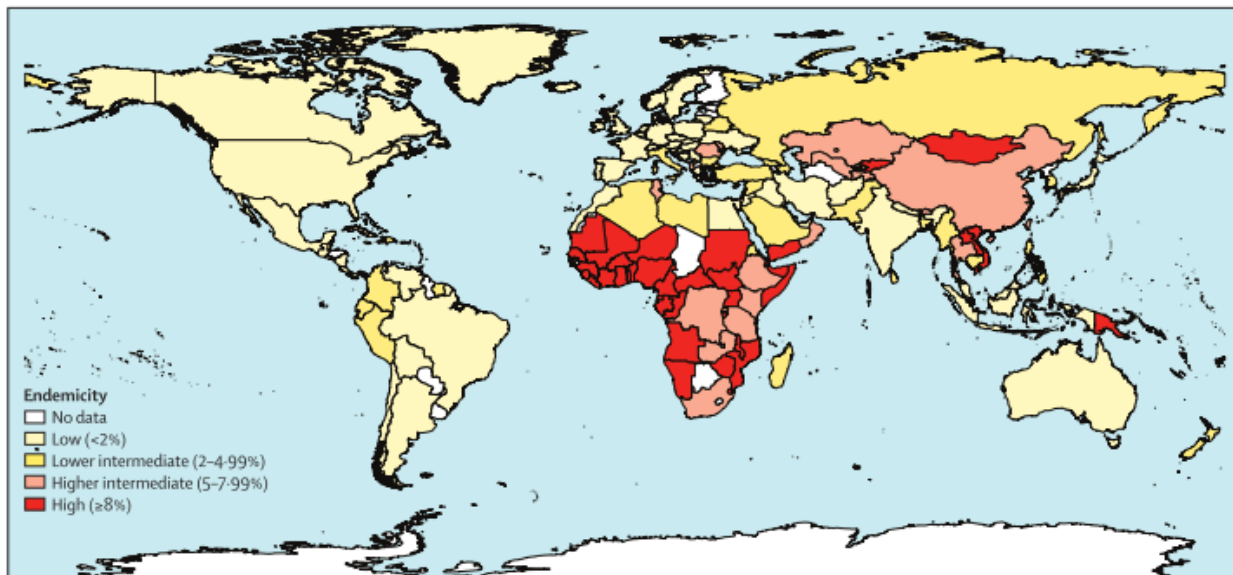 Endemicity
No data
Low (<2%)
Lower intermediate (2–4·99%)
Higher intermediate (5–7·99%)
High (≥8%)